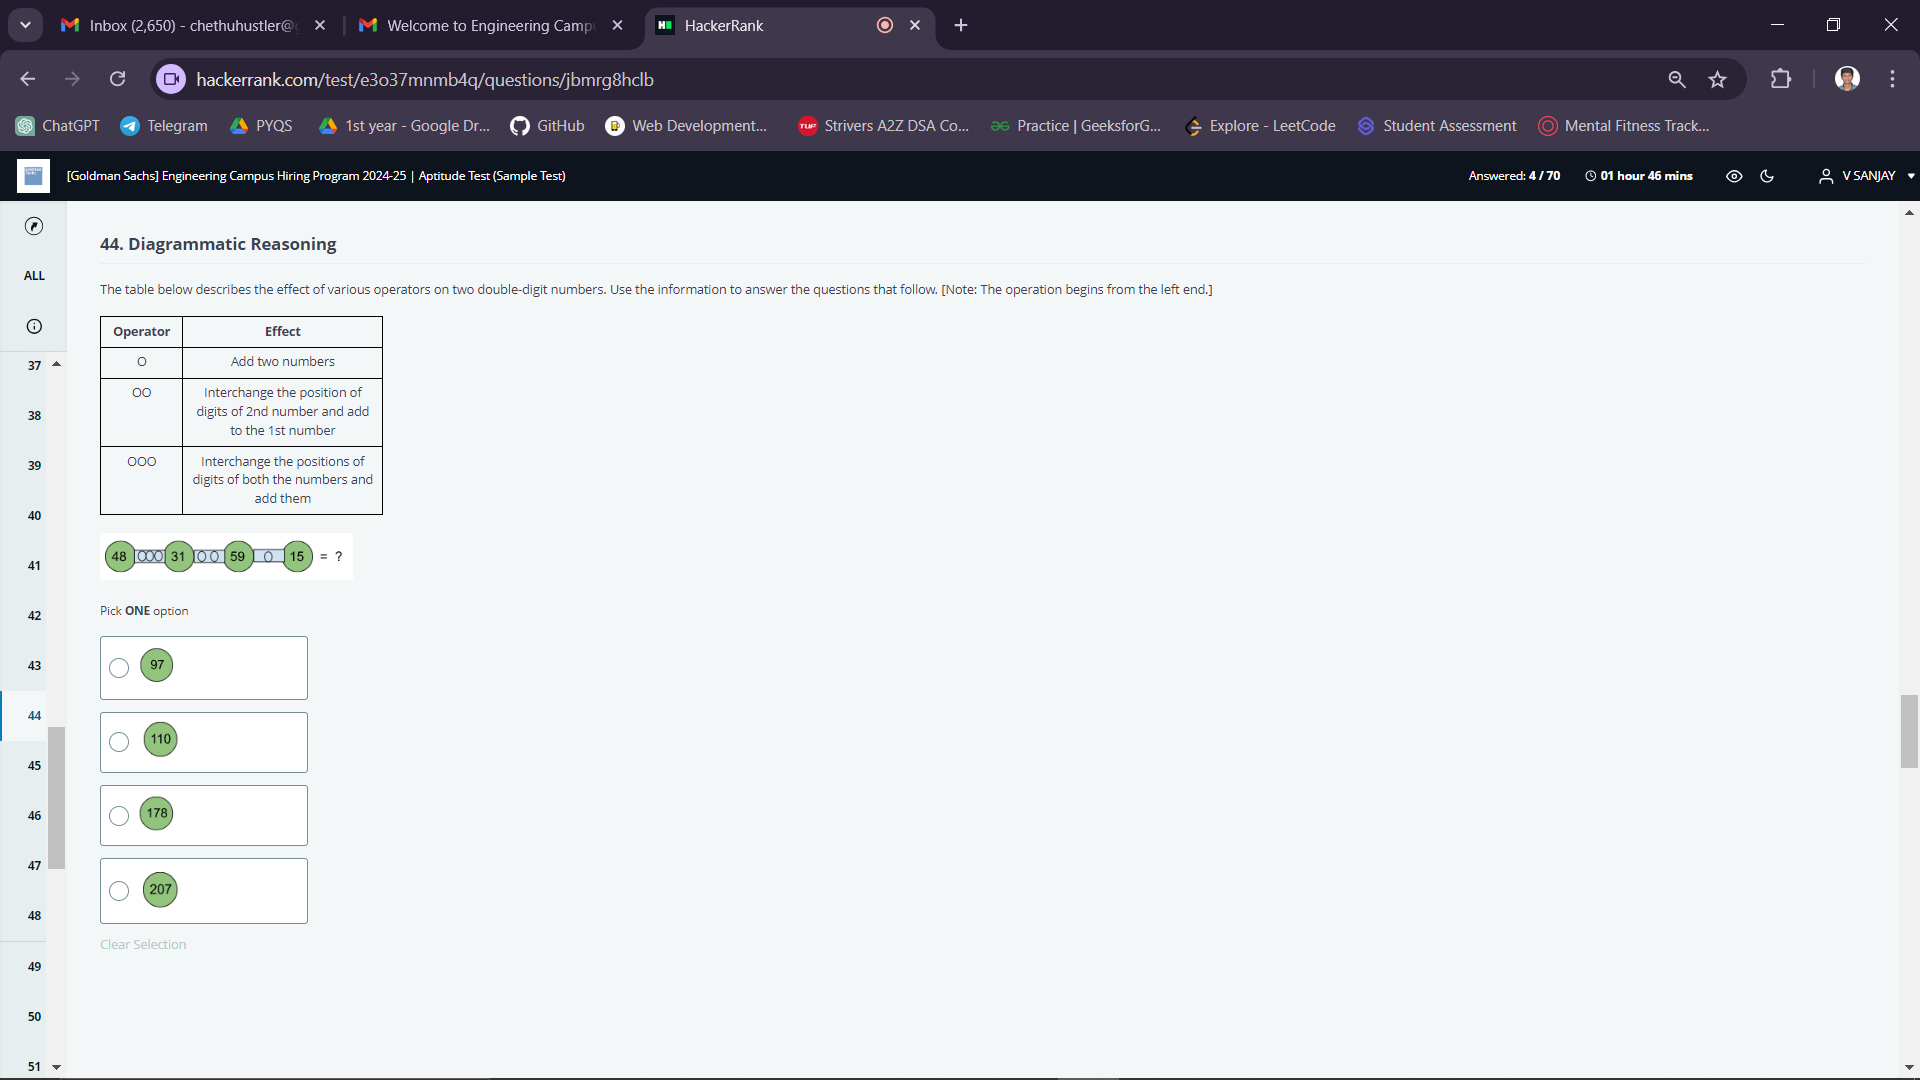 Inbox (2,650) - chethuhustler@
Welcome to Engineering Camp
HackerRank
hackerrank.com/test/e3o37mnmb4q/questions/jbmrg8hclb
ChatGPT
Telegram
PYQS
1st year - Google Dr...
GitHub
Web Development...
TUF
Strivers A2Z DSA Co...
Practice | GeeksforG...
Explore - LeetCode
Student Assessment
Mental Fitness Track...
[Goldman Sachs] Engineering Campus Hiring Program 2024-25 | Aptitude Test (Sample Test)
Answered: 4 / 70
01 hour 46 mins
V SANJAY
ALL
37
38
39
40
41
42
43
44
45
46
47
48
49
50
51
44. Diagrammatic Reasoning
The table below describes the effect of various operators on two double-digit numbers. Use the information to answer the questions that follow. [Note: The operation begins from the left end.]
Operator Effect
O Add two numbers
OO Interchange the position of
digits of 2nd number and add
to the 1st number
OOO Interchange the positions of
digits of both the numbers and
add them
48 OOO 31 O O 59 O 15 = ?
Pick ONE option
97
110
178
207
Clear Selection